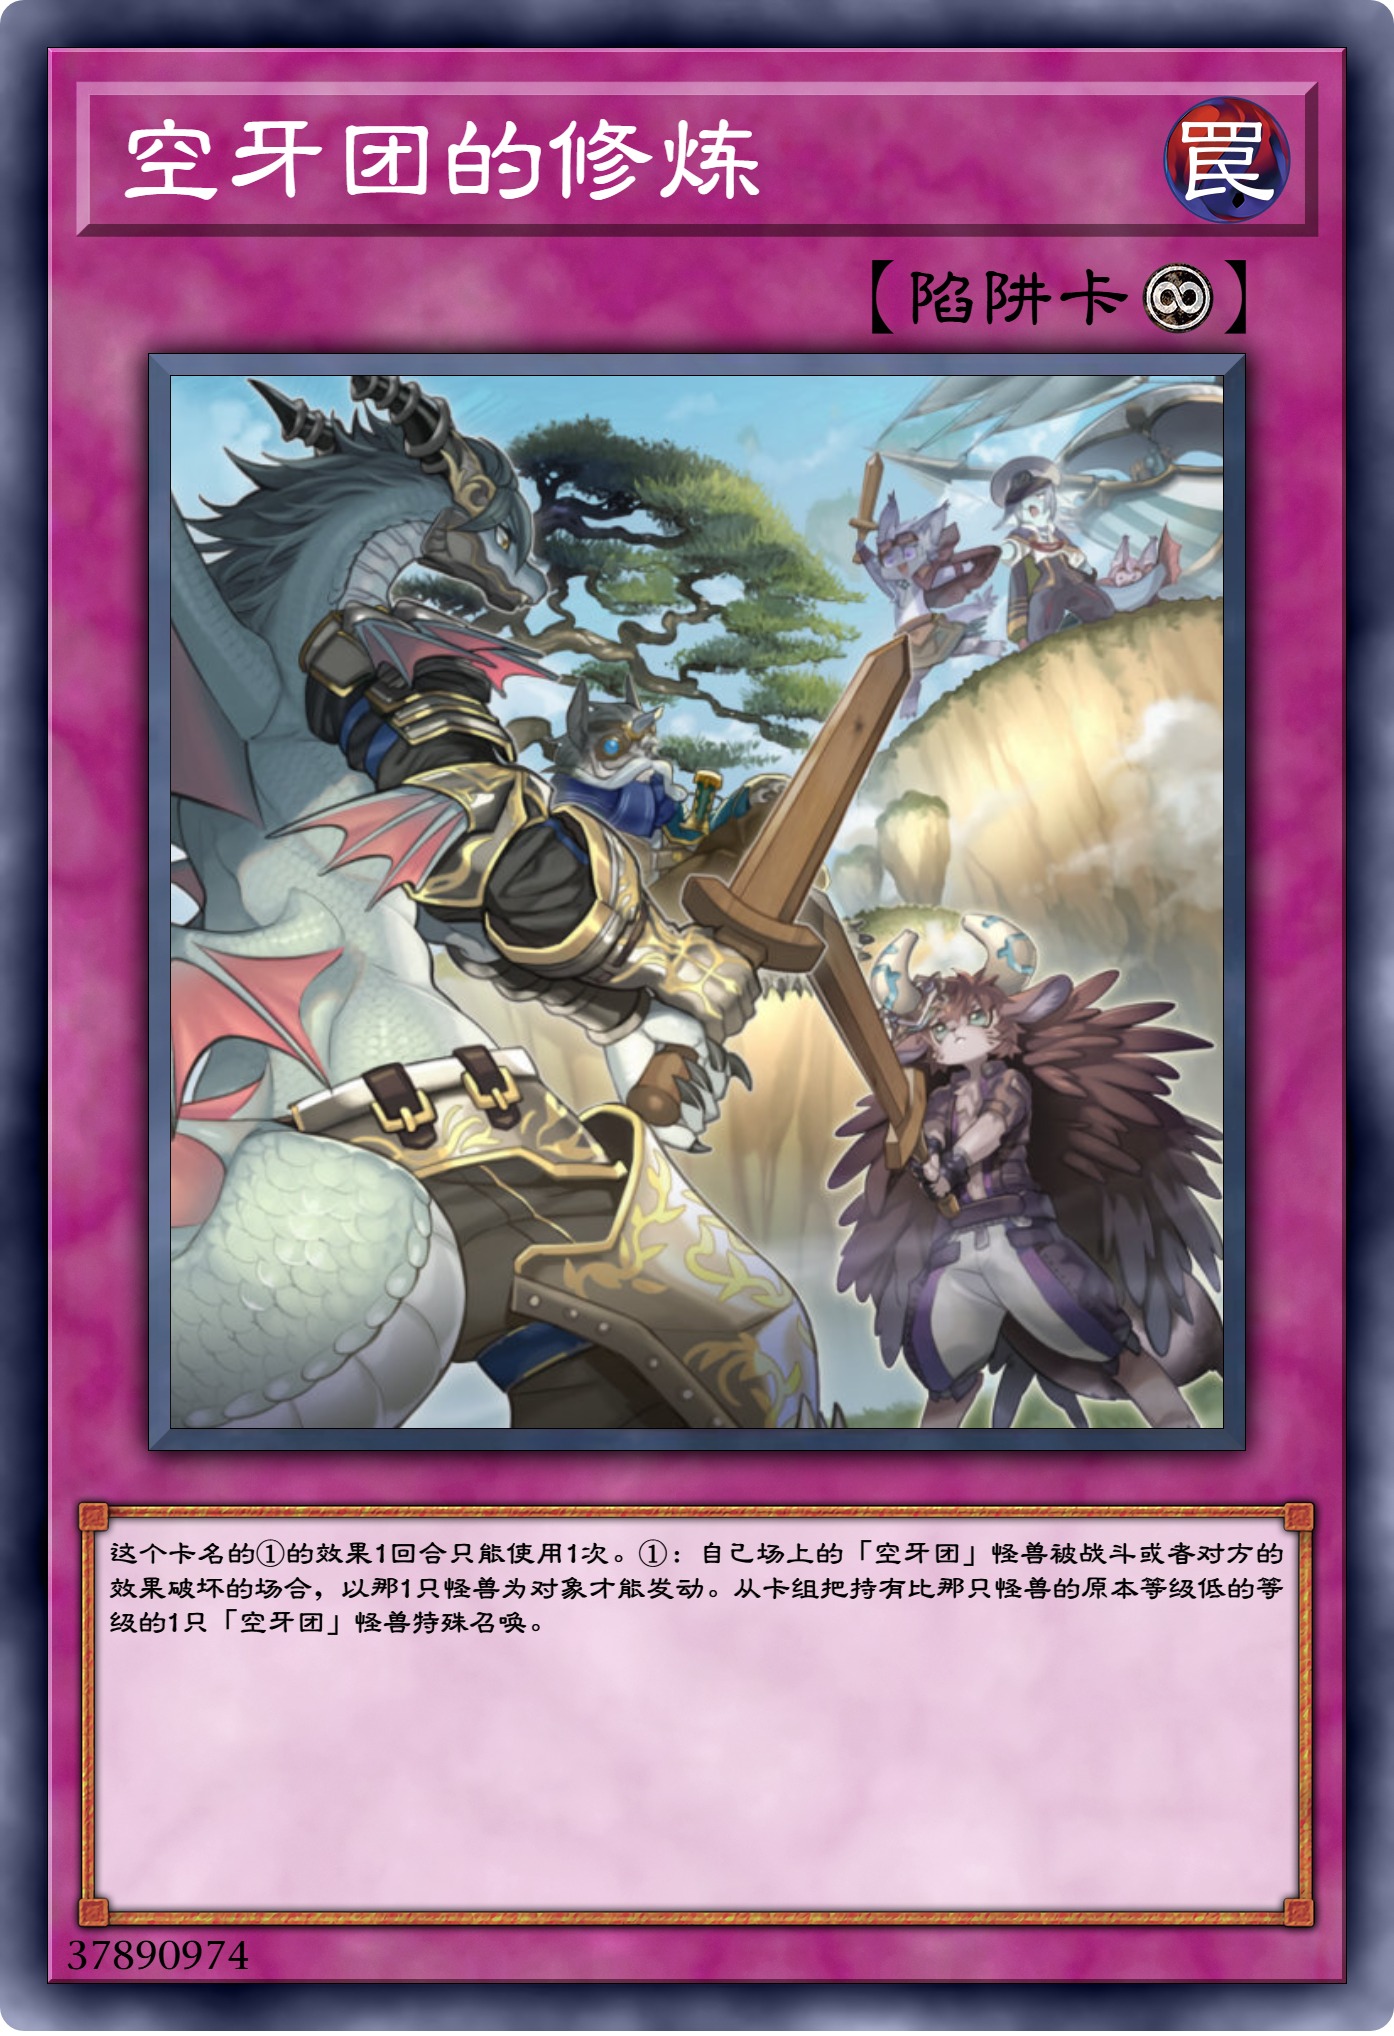 空牙团的修炼
罠
【陷阱卡】
这个卡名的①的效果1回合只能使用1次。①：自己场上的「空牙团」怪兽被战斗或者对方的
效果破坏的场合，以那1只怪兽为对象才能发动。从卡组把持有比那只怪兽的原本等级低的等
级的1只「空牙团」怪兽特殊召唤。
37890974